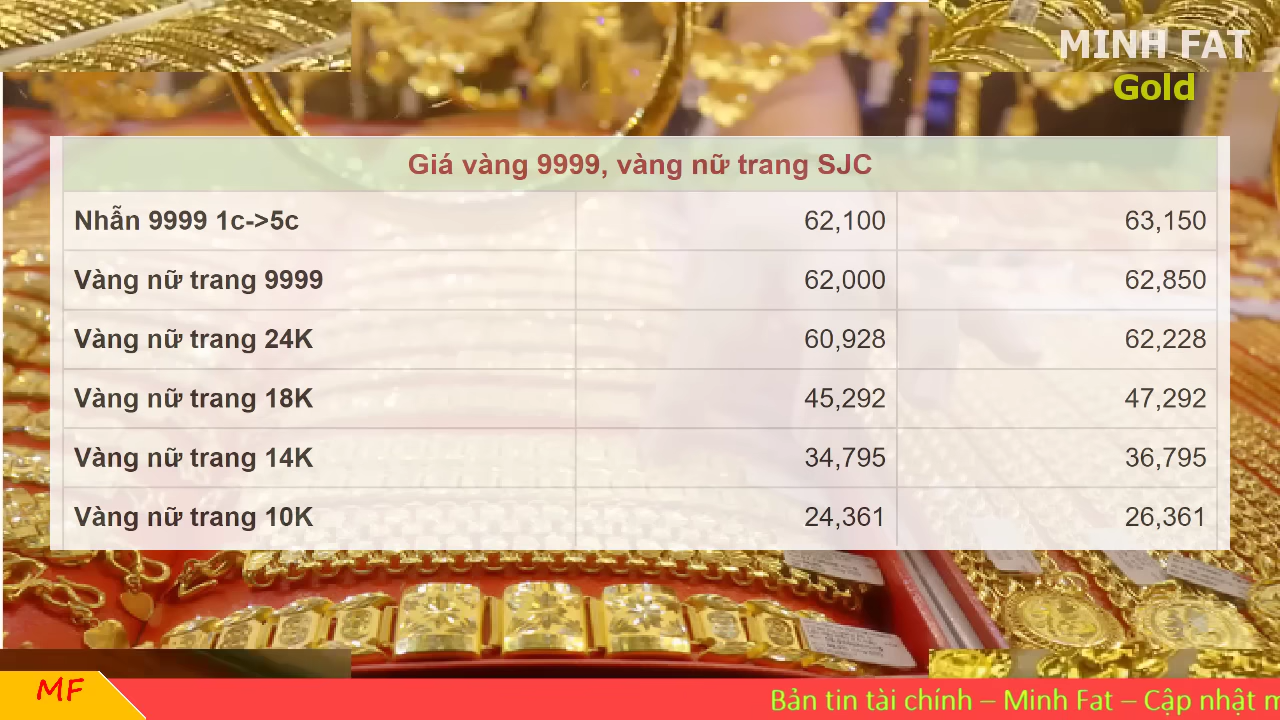 MINH FAT
Gold
Giá vàng 9999, vàng nữ trang SJC
Nhẫn 9999 1c->5c 62,100 63,150
Vàng nữ trang 9999 62,000 62,850
Vàng nữ trang 24K 60,928 62,228
Vàng nữ trang 18K 45,292 47,292
Vàng nữ trang 14K 34,795 36,795
Vàng nữ trang 10K 24,361 26,361
MF
Bản tin tài chính – Minh Fat – Cập nhật